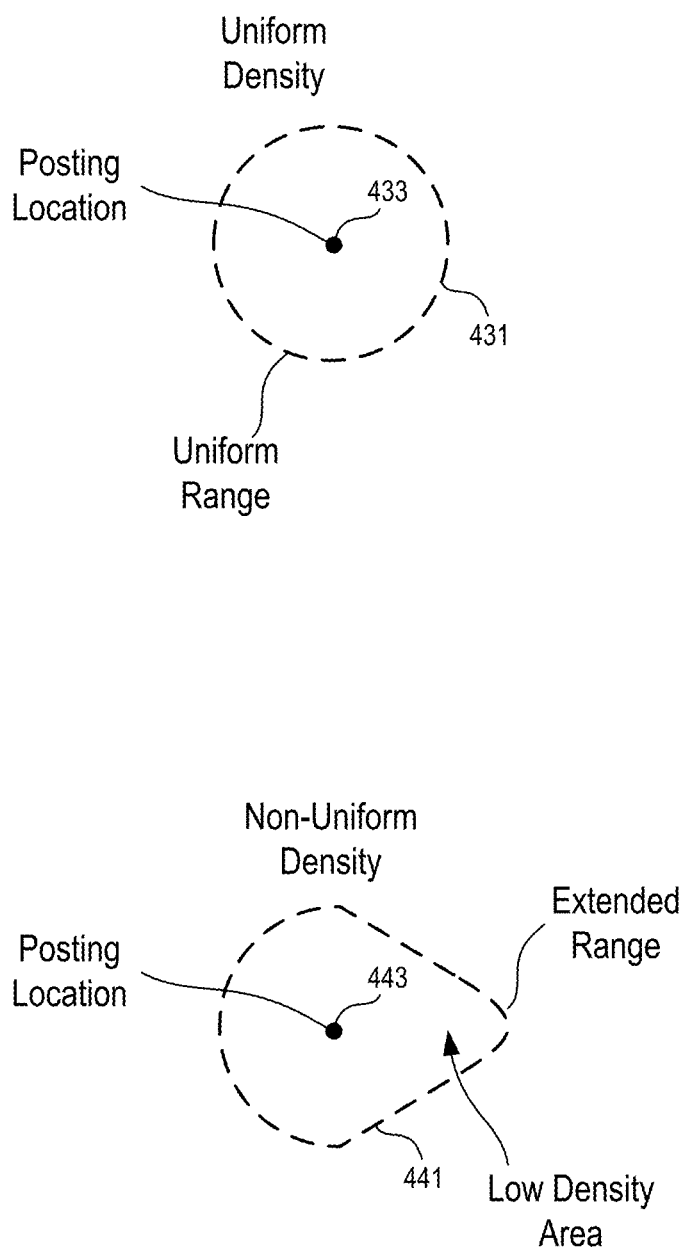 Uniform
Density
Posting
Location
433
431
Uniform
Range
Non-Uniform
Density
Extended
Range
Posting
Location
443
441
Low Density
Area